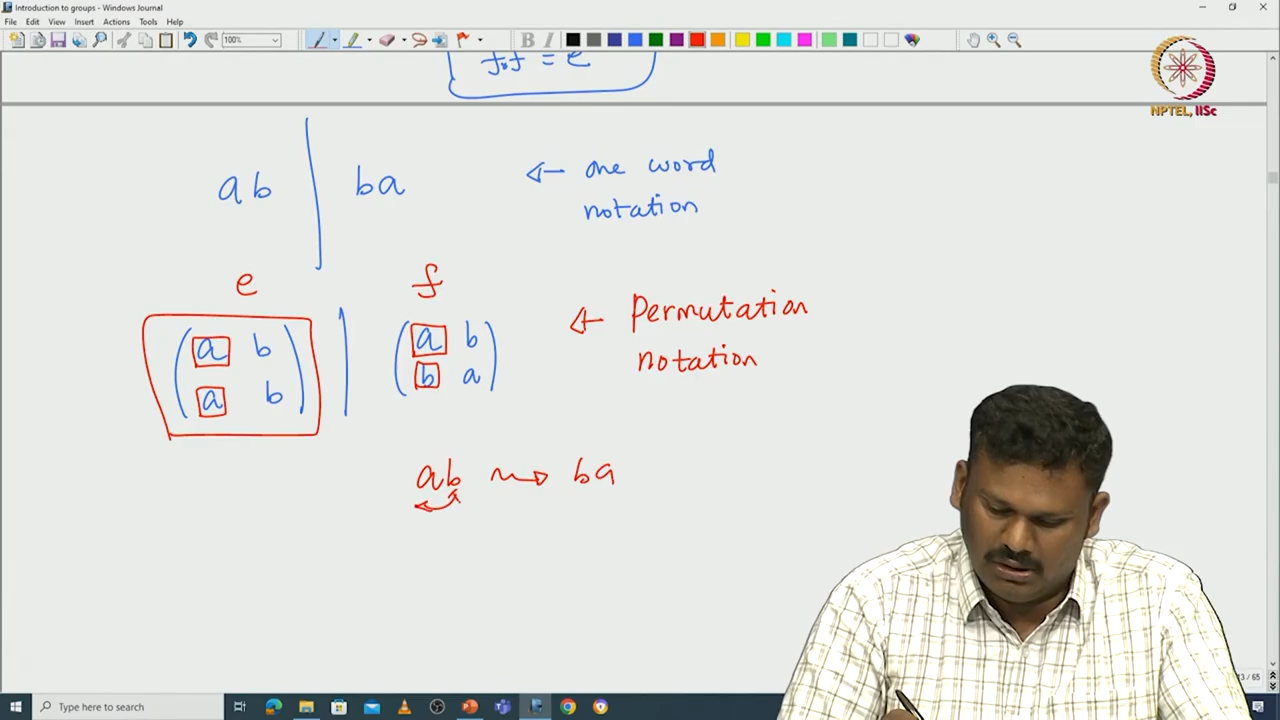 Introduction to groups - Windows Journal
File Edit View Insert Actions Tools Help
100% B I
f.f = e
NPTEL, IISc
ab | ba ← one word
notation
e f
( a b ) | ( a b ) ← Permutation
( a b ) ( b a ) notation
ab ⇝ ba
/ 65
Type here to search